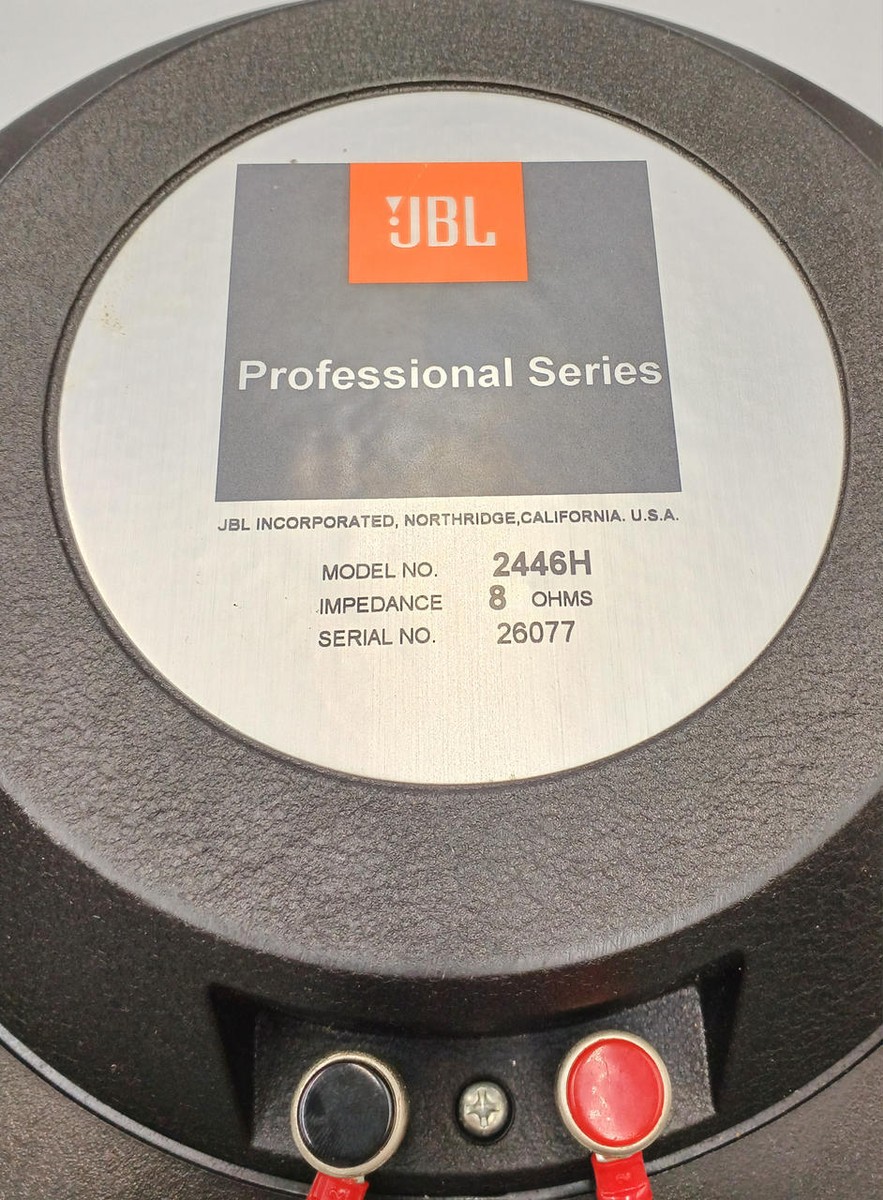 JBL
Professional Series
JBL INCORPORATED, NORTHRIDGE,CALIFORNIA. U.S.A.
MODEL NO. 2446H
IMPEDANCE 8 OHMS
SERIAL NO. 26077